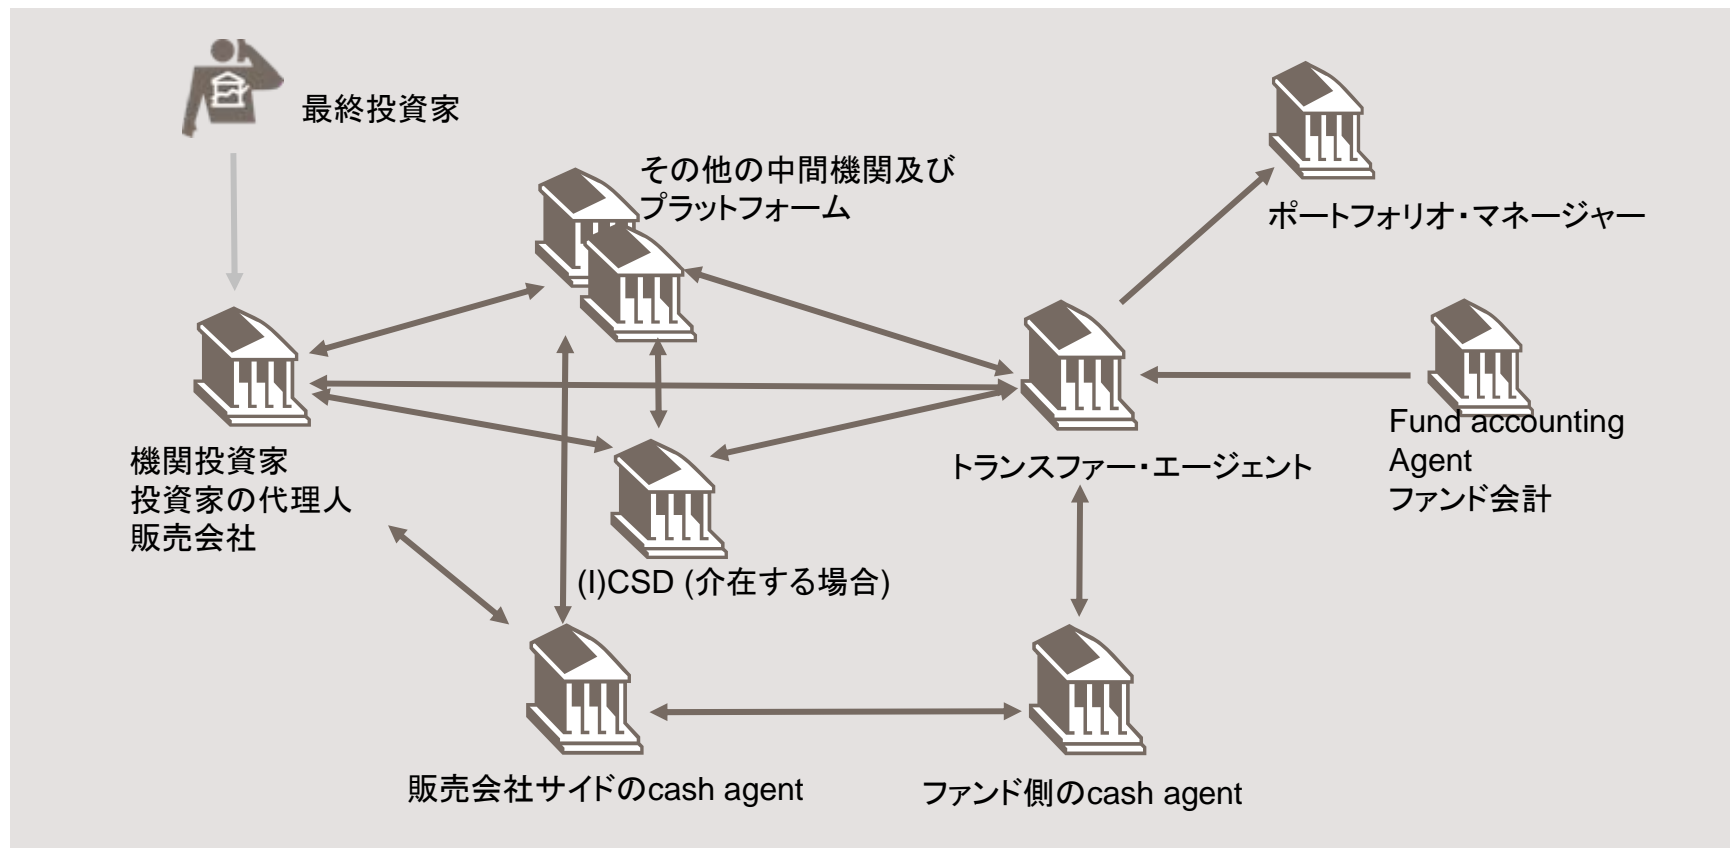 最終投資家
その他の中間機関及び
プラットフォーム
ポートフォリオ・マネージャー
機関投資家
投資家の代理人
販売会社
トランスファー・エージェント
Fund accounting
Agent
ファンド会計
(I)CSD (介在する場合)
販売会社サイドのcash agent
ファンド側のcash agent